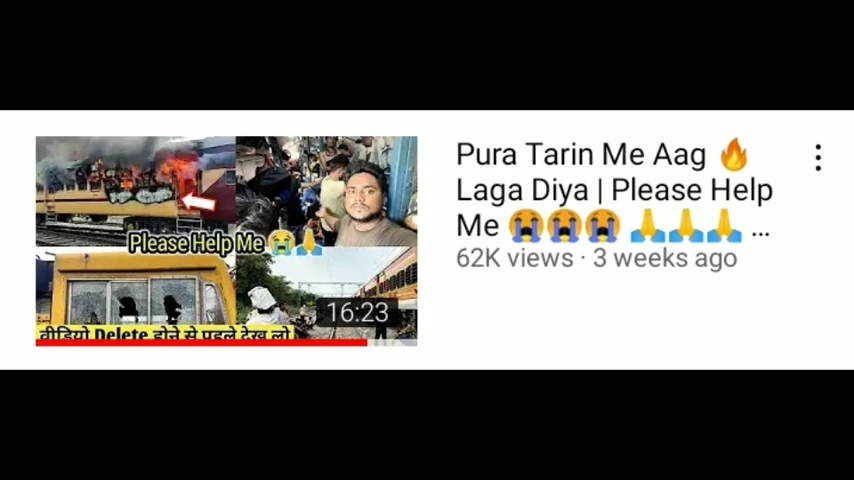 Please Help Me 😭🙏
16:23
वीडियो Delete होने से पहले देख लो
Pura Tarin Me Aag 🔥
Laga Diya | Please Help
Me 😭😭😭 🙏🙏🙏 ...
62K views · 3 weeks ago